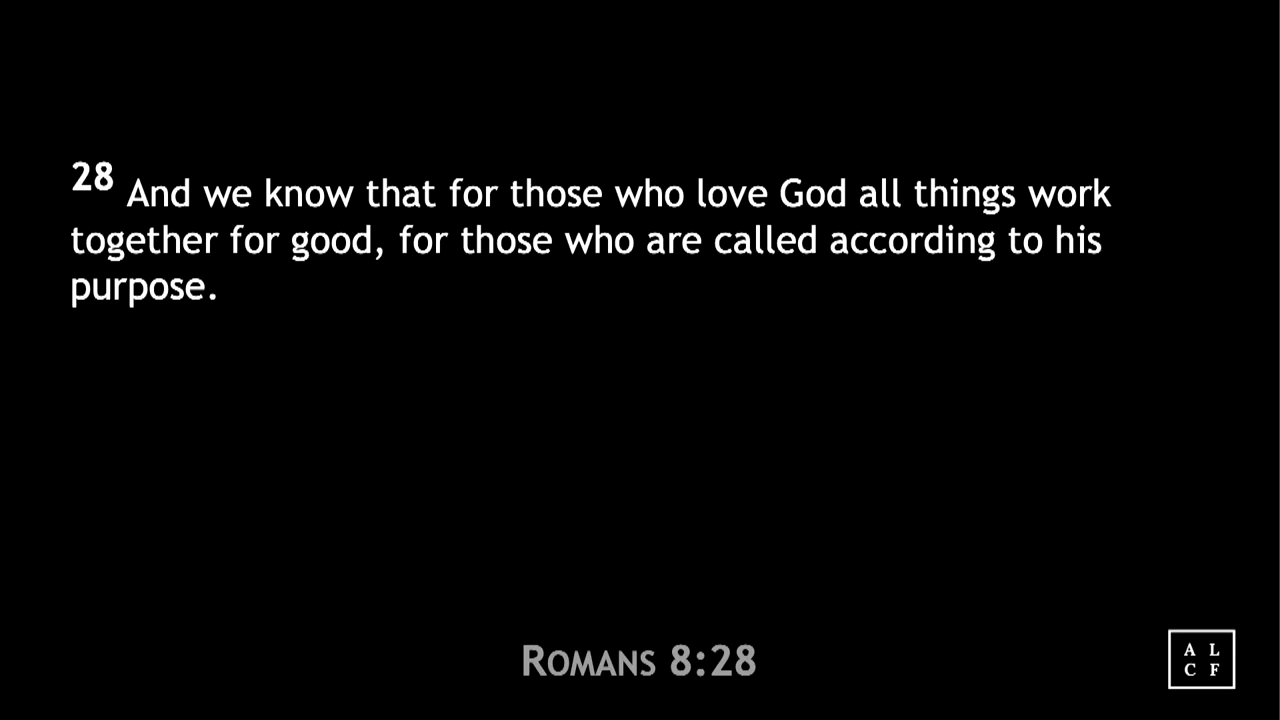 28 And we know that for those who love God all things work
together for good, for those who are called according to his
purpose.
ROMANS 8:28
A L
C F